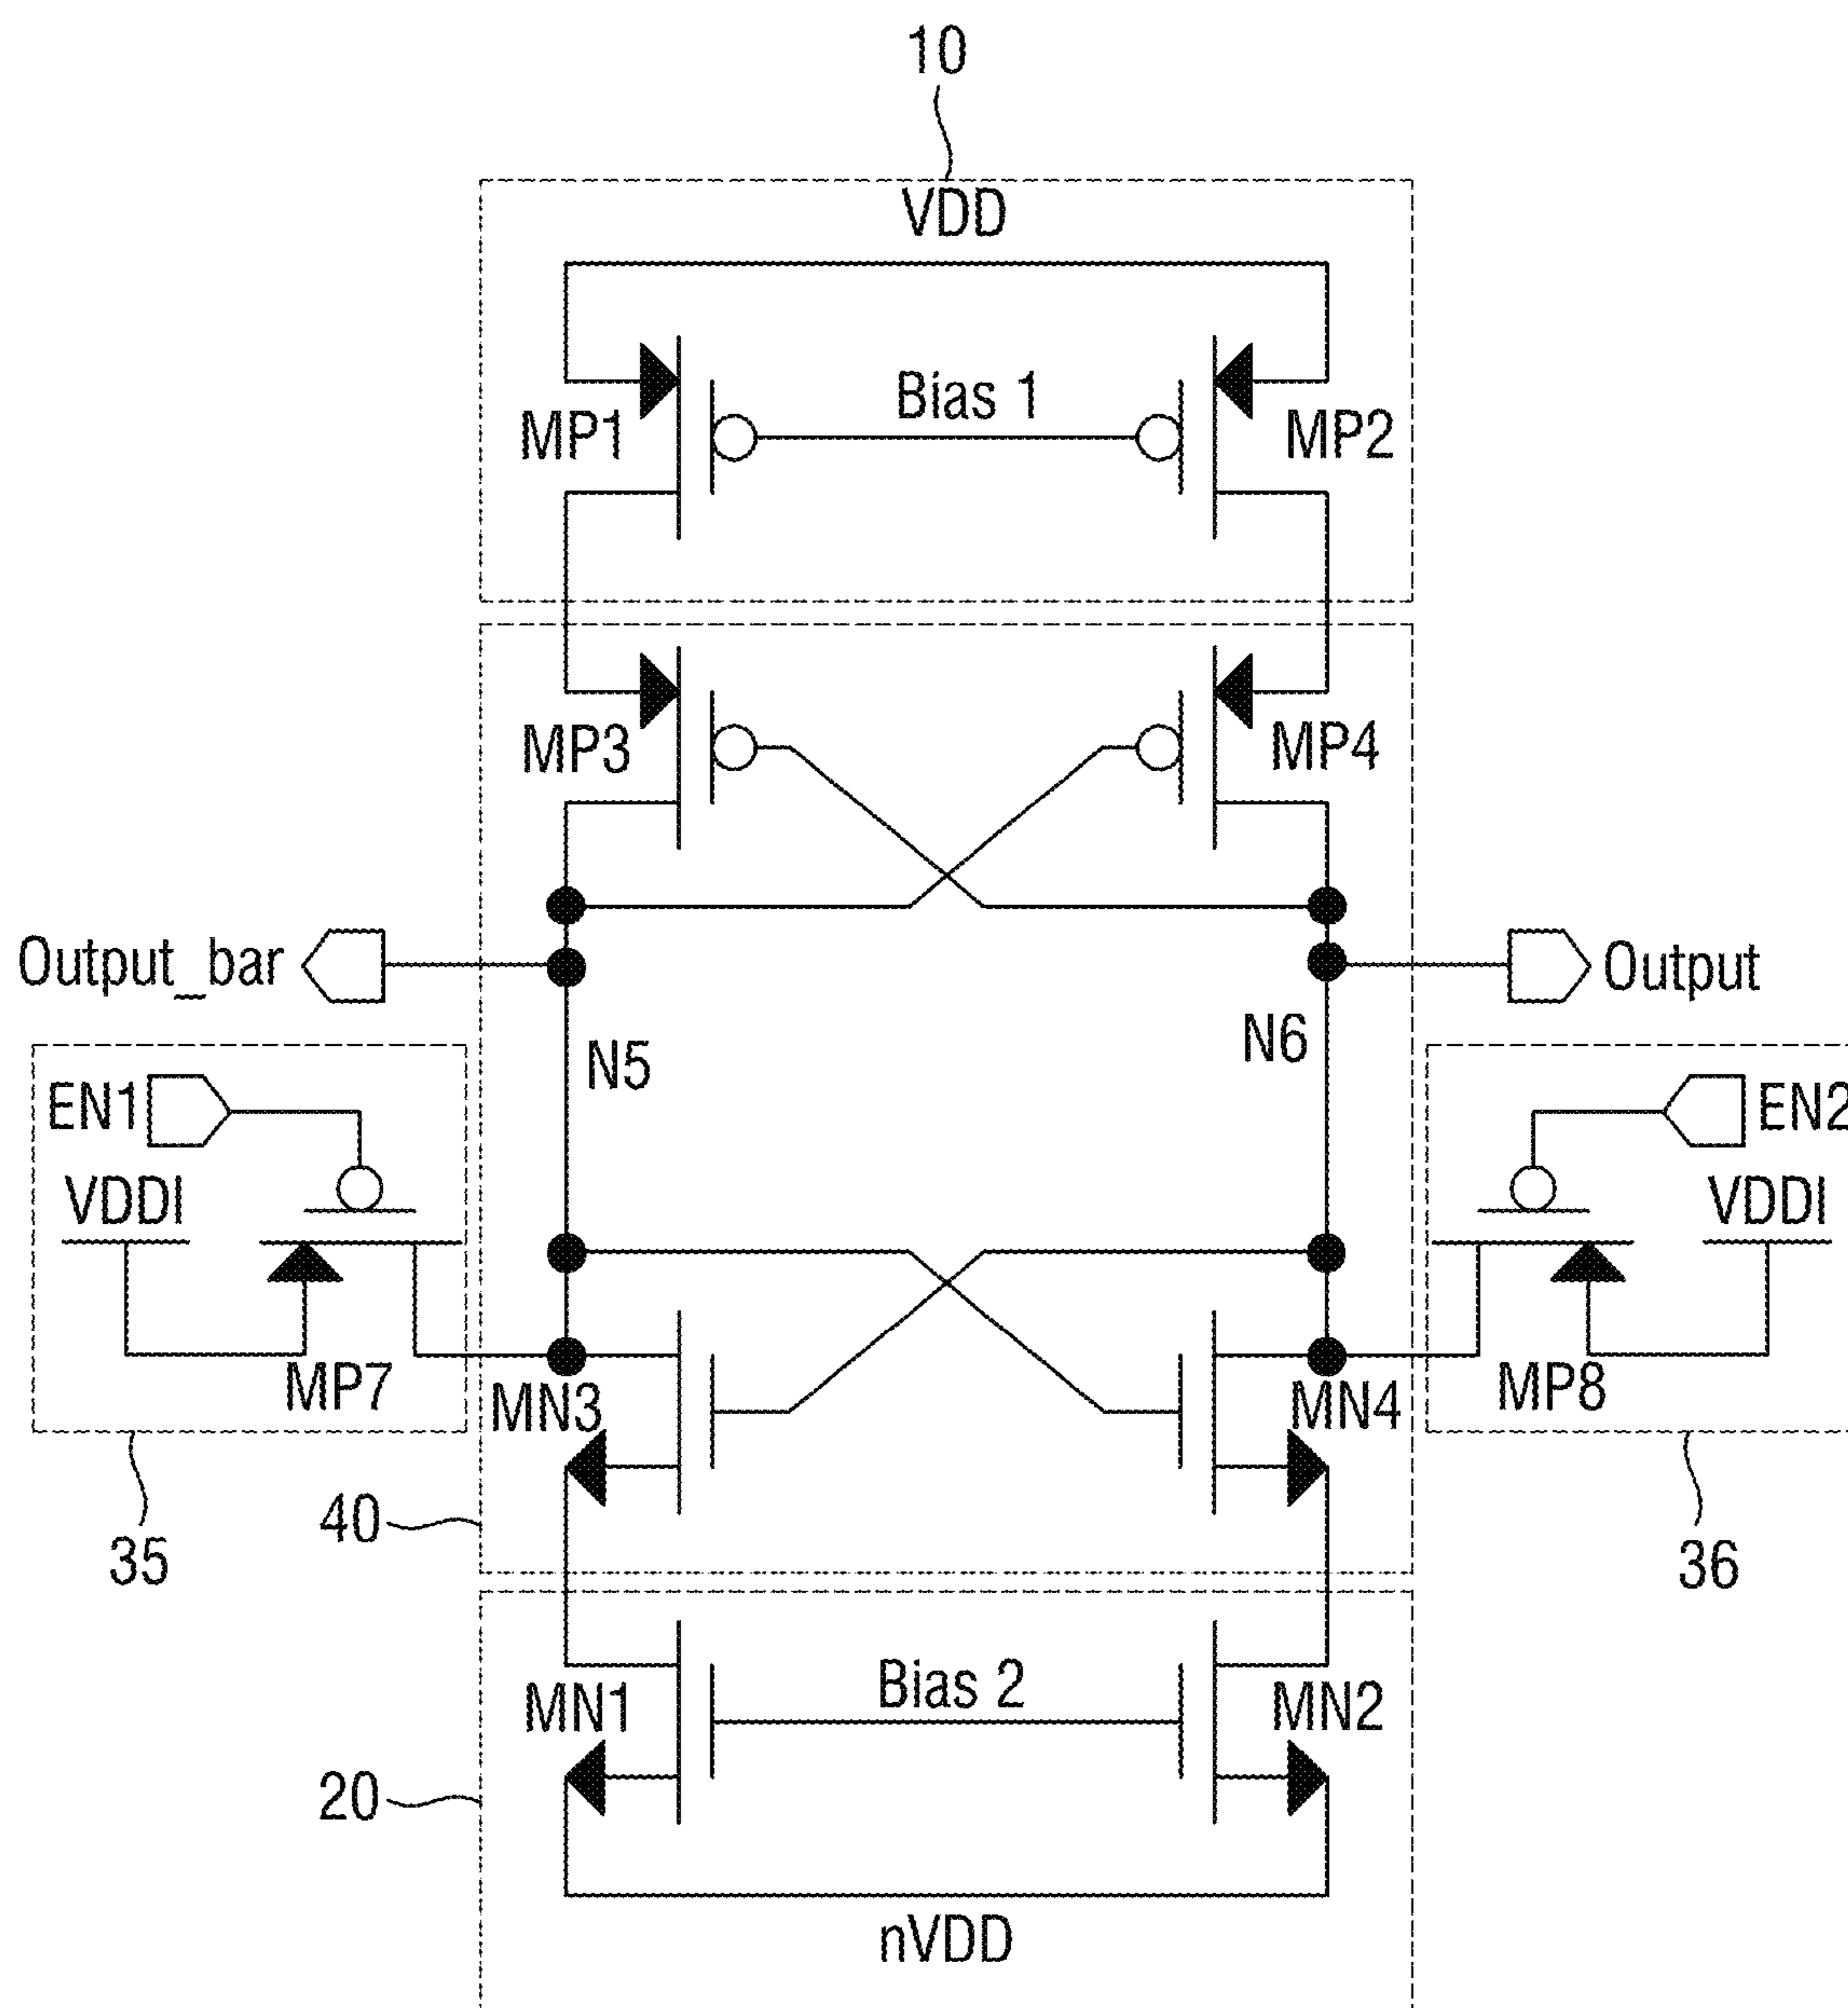 10
VDD
Bias 1
MP1
MP2
MP3
MP4
Output_bar
Output
N5
N6
EN1
EN2
VDDI
VDDI
MP7
MN3
MN4
MP8
35
40
36
Bias 2
MN1
MN2
20
nVDD